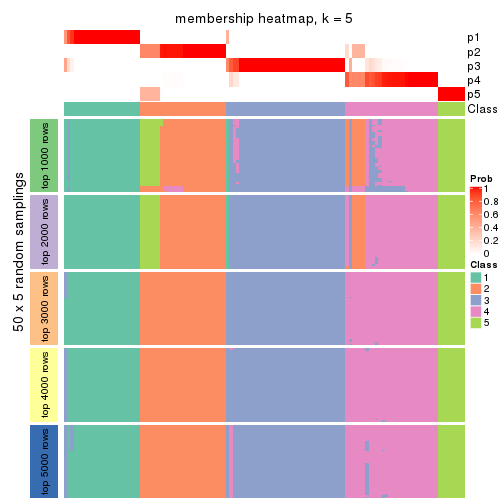 membership heatmap, k = 5
p1
p2
p3
p4
p5
Class
50 x 5 random samplings
top 1000 rows
top 2000 rows
top 3000 rows
top 4000 rows
top 5000 rows
Prob
1
0.8
0.6
0.4
0.2
0
Class
1
2
3
4
5